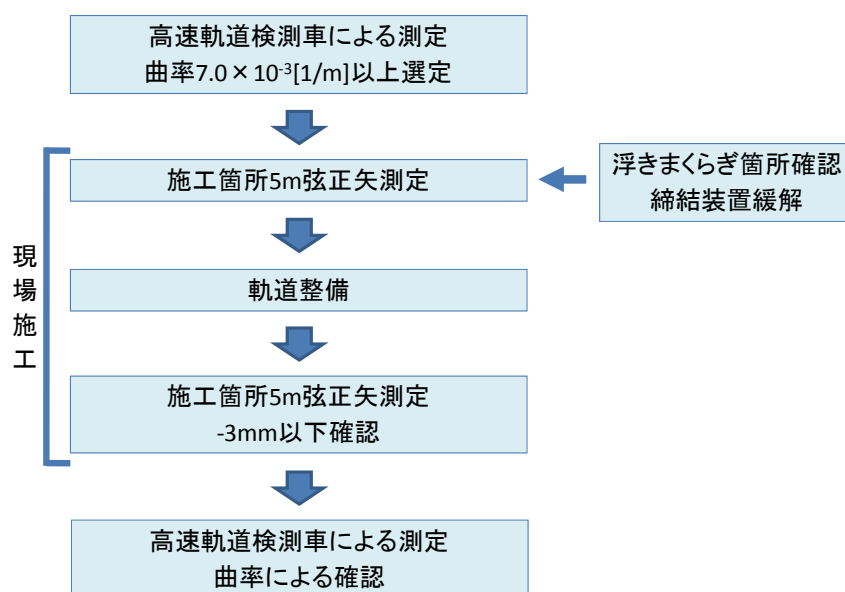 高速軌道検測車による測定
曲率7.0×10⁻³[1/m]以上選定
施工箇所5m弦正矢測定
浮きまくらぎ箇所確認
締結装置緩解
現場施工
軌道整備
施工箇所5m弦正矢測定
-3mm以下確認
高速軌道検測車による測定
曲率による確認